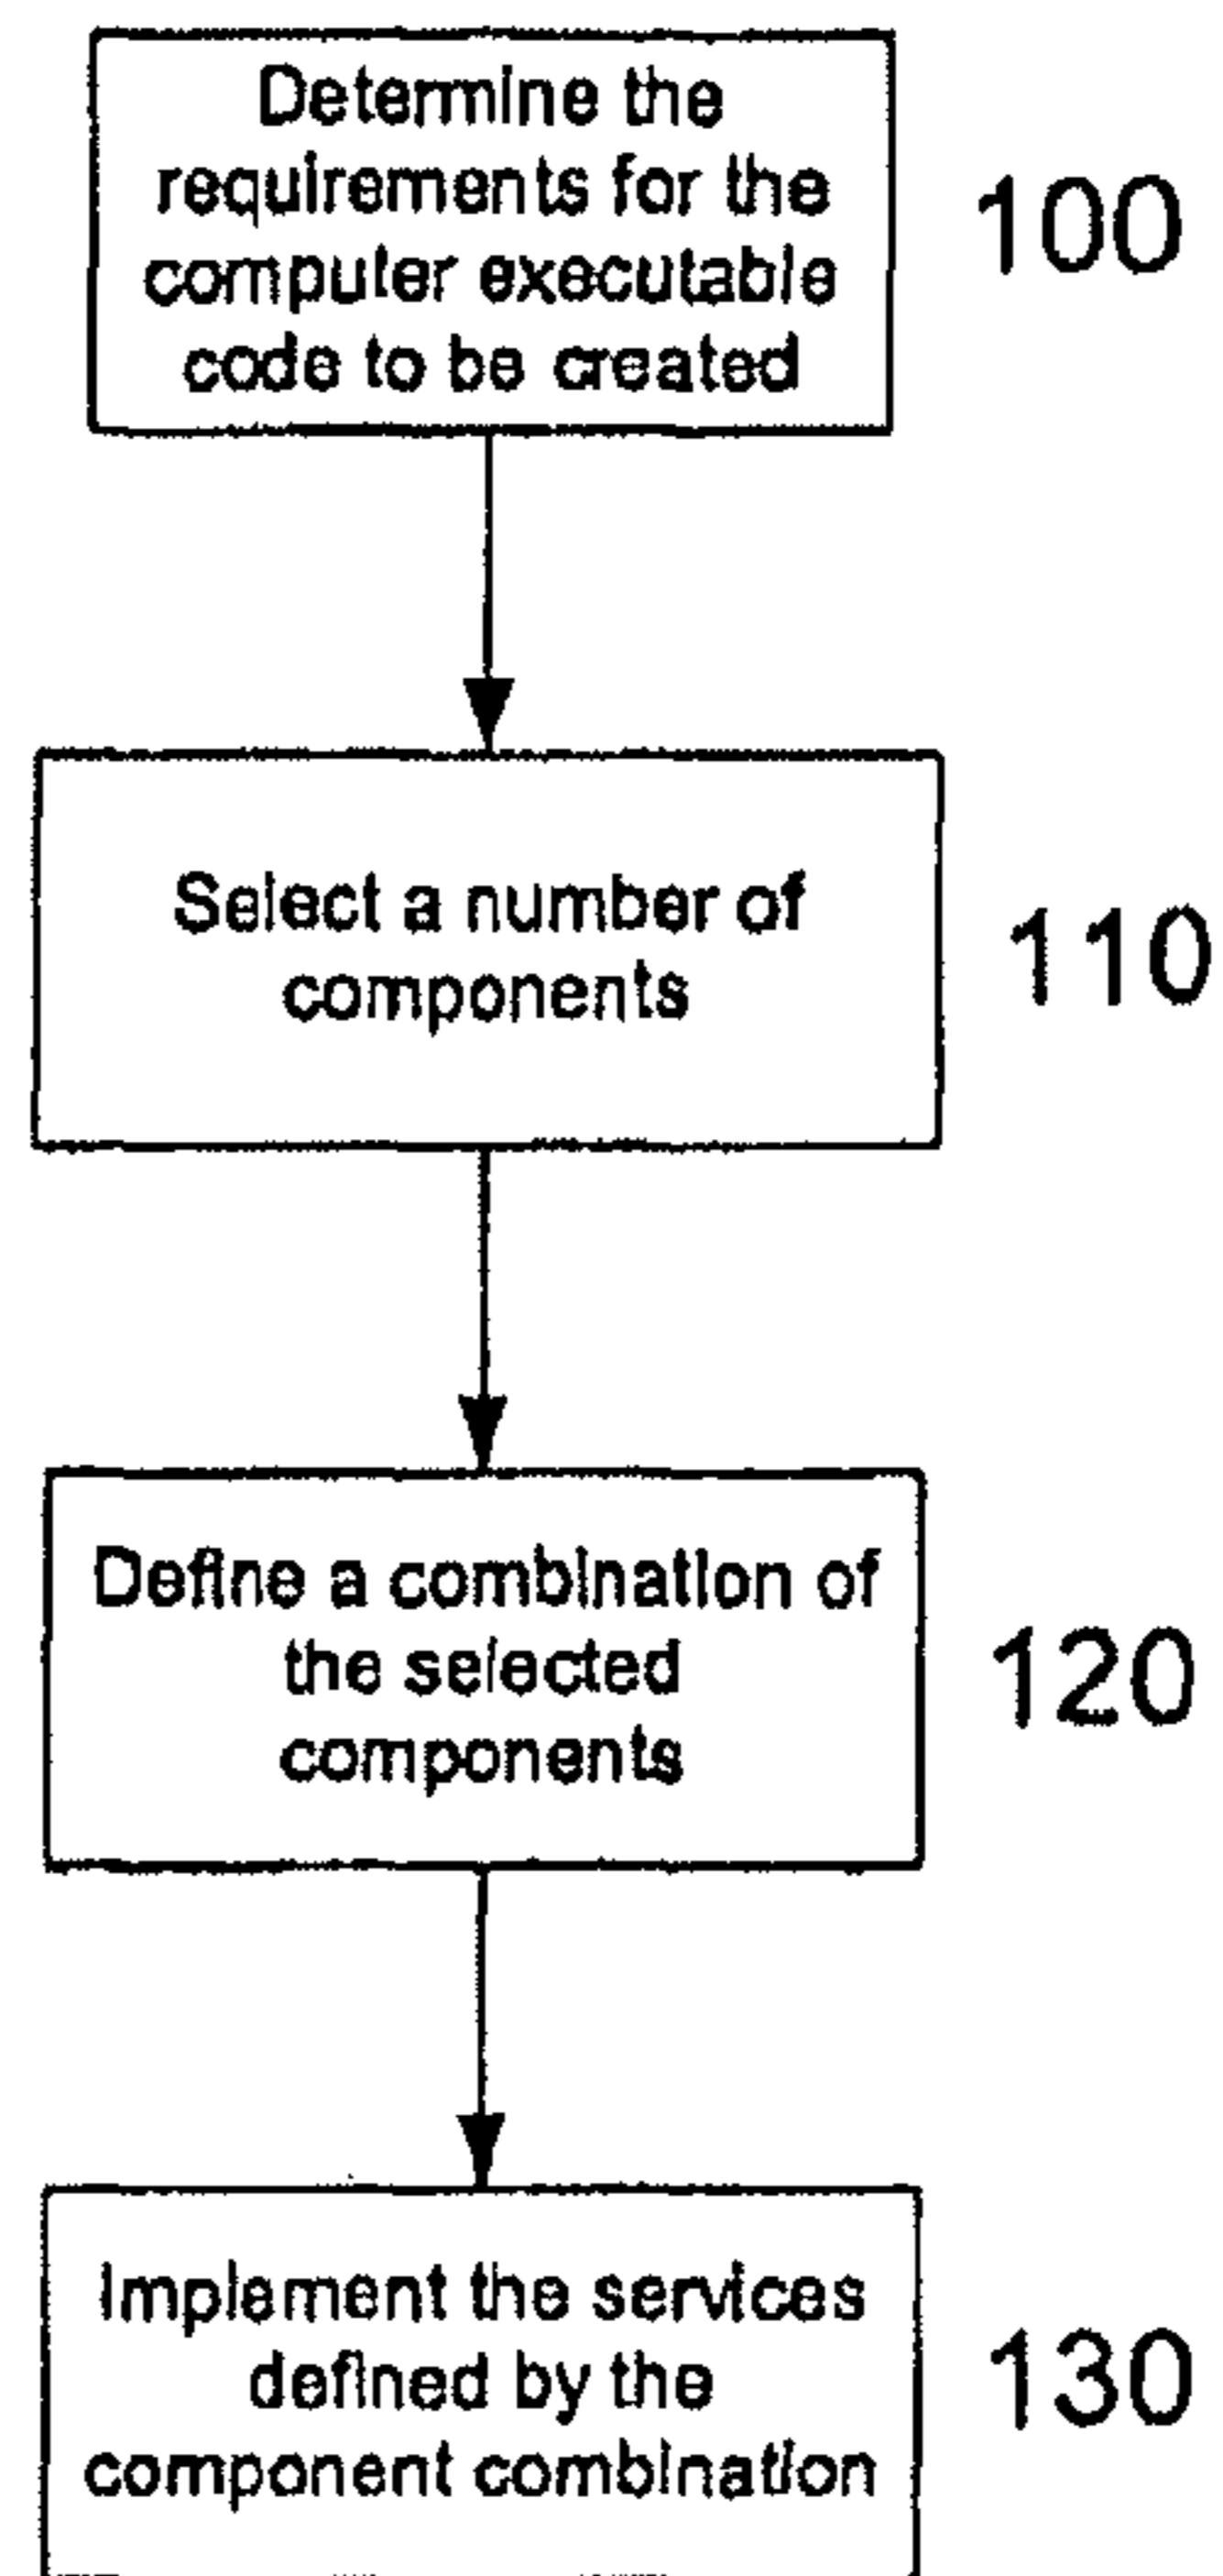 Determine the
requirements for the
computer executable
code to be created
100
Select a number of
components
110
Define a combination of
the selected
components
120
Implement the services
defined by the
component combination
130